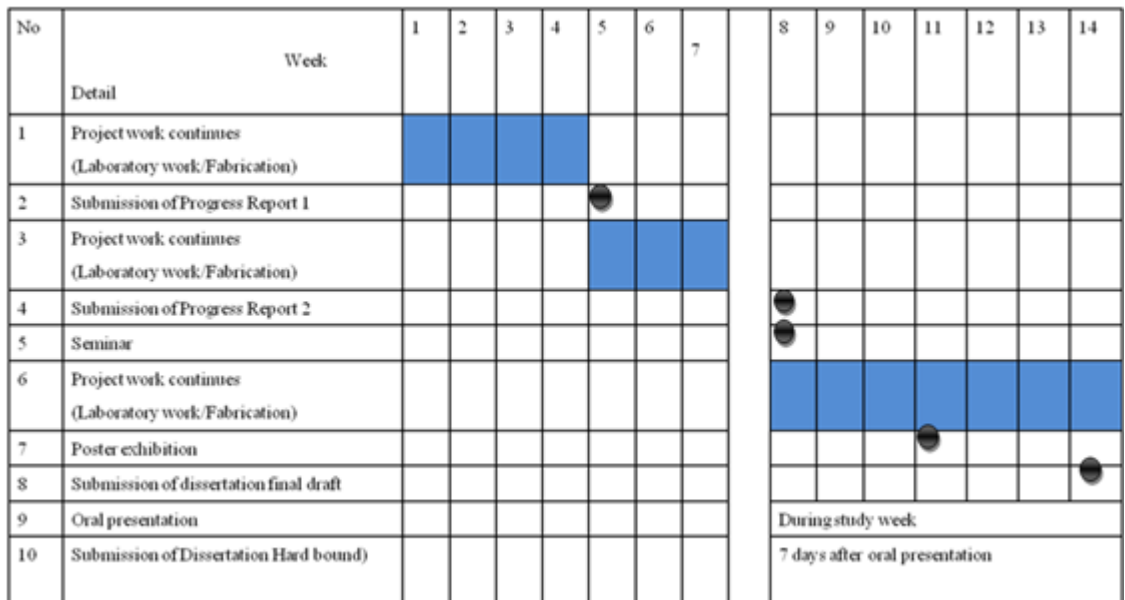 No
Week
Detail
1 2 3 4 5 6 7 8 9 10 11 12 13 14
1 Project work continues
(Laboratory work/Fabrication)
2 Submission of Progress Report 1
3 Project work continues
(Laboratory work/Fabrication)
4 Submission of Progress Report 2
5 Seminar
6 Project work continues
(Laboratory work/Fabrication)
7 Poster exhibition
8 Submission of dissertation final draft
9 Oral presentation During study week
10 Submission of Dissertation Hard bound) 7 days after oral presentation